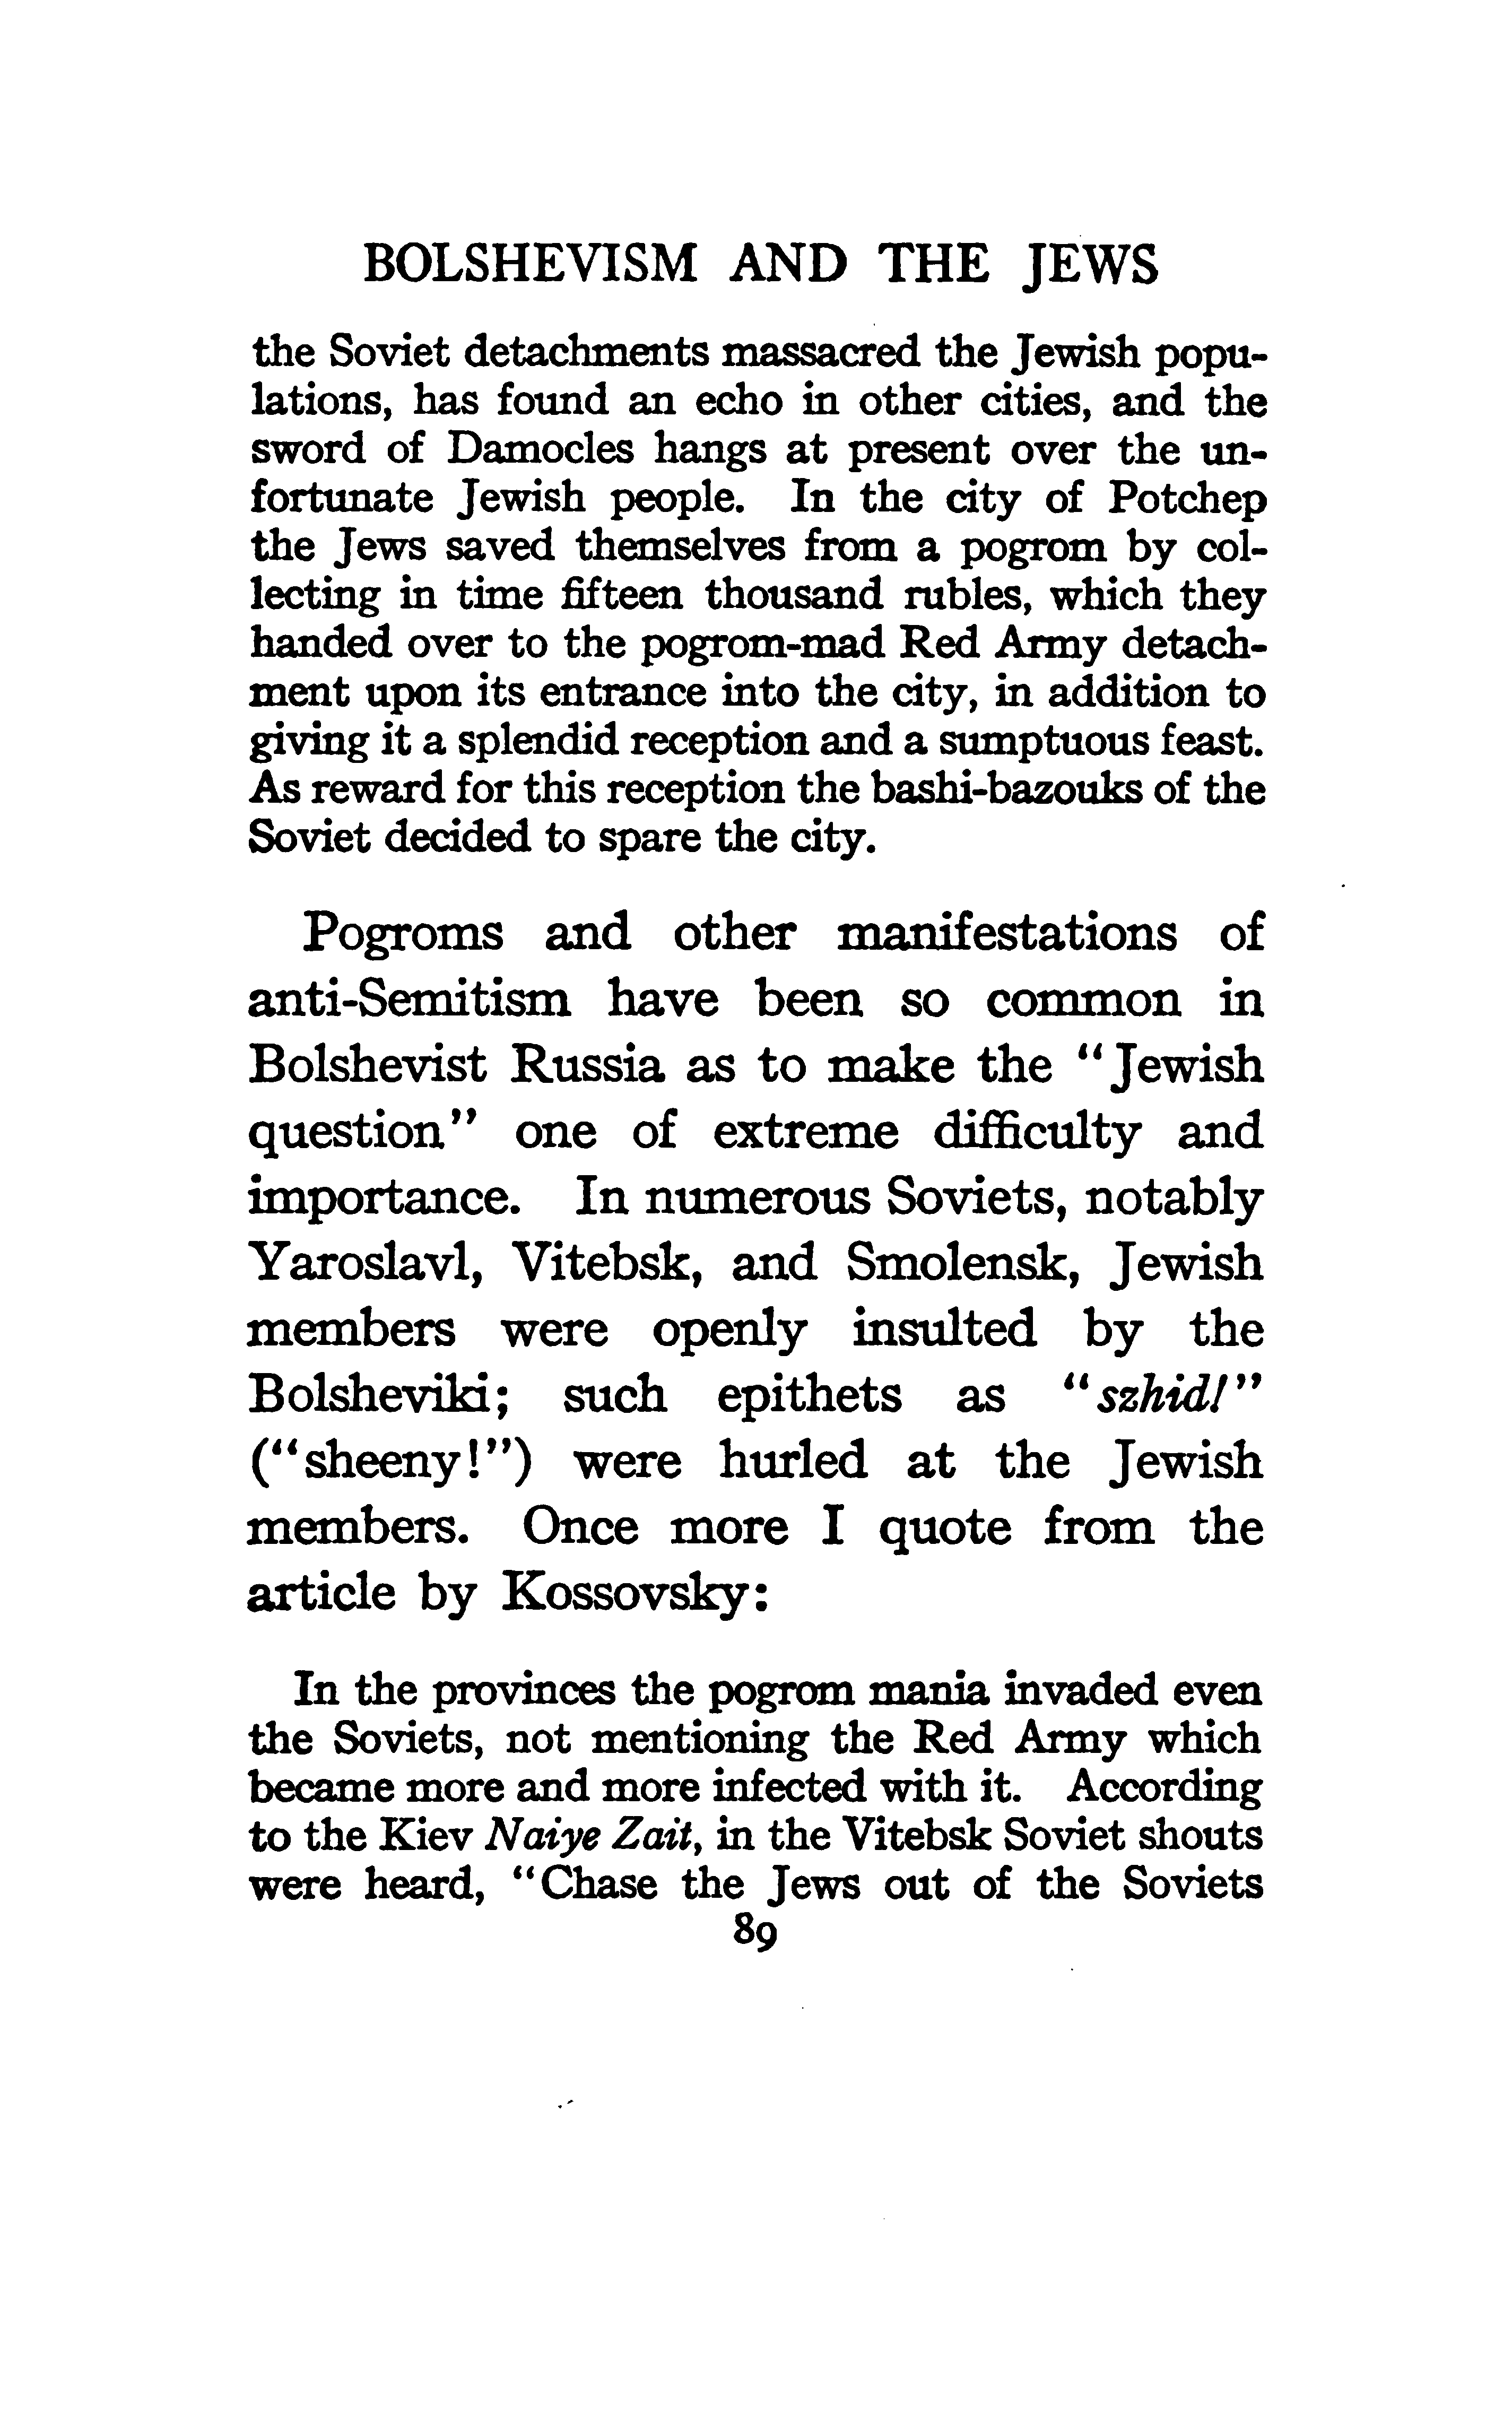 BOLSHEVISM AND THE JEWS
the Soviet detachments massacred the Jewish popu-
lations, has found an echo in other cities, and the
sword of Damocles hangs at present over the un-
fortunate Jewish people. In the city of Potchep
the Jews saved themselves from a pogrom by col-
lecting in time fifteen thousand rubles, which they
handed over to the pogrom-mad Red Army detach-
ment upon its entrance into the city, in addition to
giving it a splendid reception and a sumptuous feast.
As reward for this reception the bashi-bazouks of the
Soviet decided to spare the city.
Pogroms and other manifestations of
anti-Semitism have been so common in
Bolshevist Russia as to make the "Jewish
question" one of extreme difficulty and
importance. In numerous Soviets, notably
Yaroslavl, Vitebsk, and Smolensk, Jewish
members were openly insulted by the
Bolsheviki; such epithets as "szhid!"
("sheeny!") were hurled at the Jewish
members. Once more I quote from the
article by Kossovsky:
In the provinces the pogrom mania invaded even
the Soviets, not mentioning the Red Army which
became more and more infected with it. According
to the Kiev Naiye Zait, in the Vitebsk Soviet shouts
were heard, "Chase the Jews out of the Soviets
89